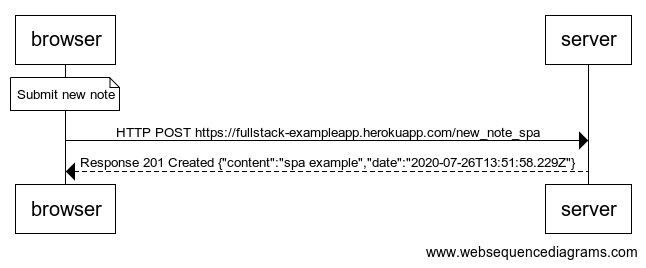 browser
server
Submit new note
HTTP POST https://fullstack-exampleapp.herokuapp.com/new_note_spa
Response 201 Created {"content":"spa example","date":"2020-07-26T13:51:58.229Z"}
browser
server
www.websequencediagrams.com